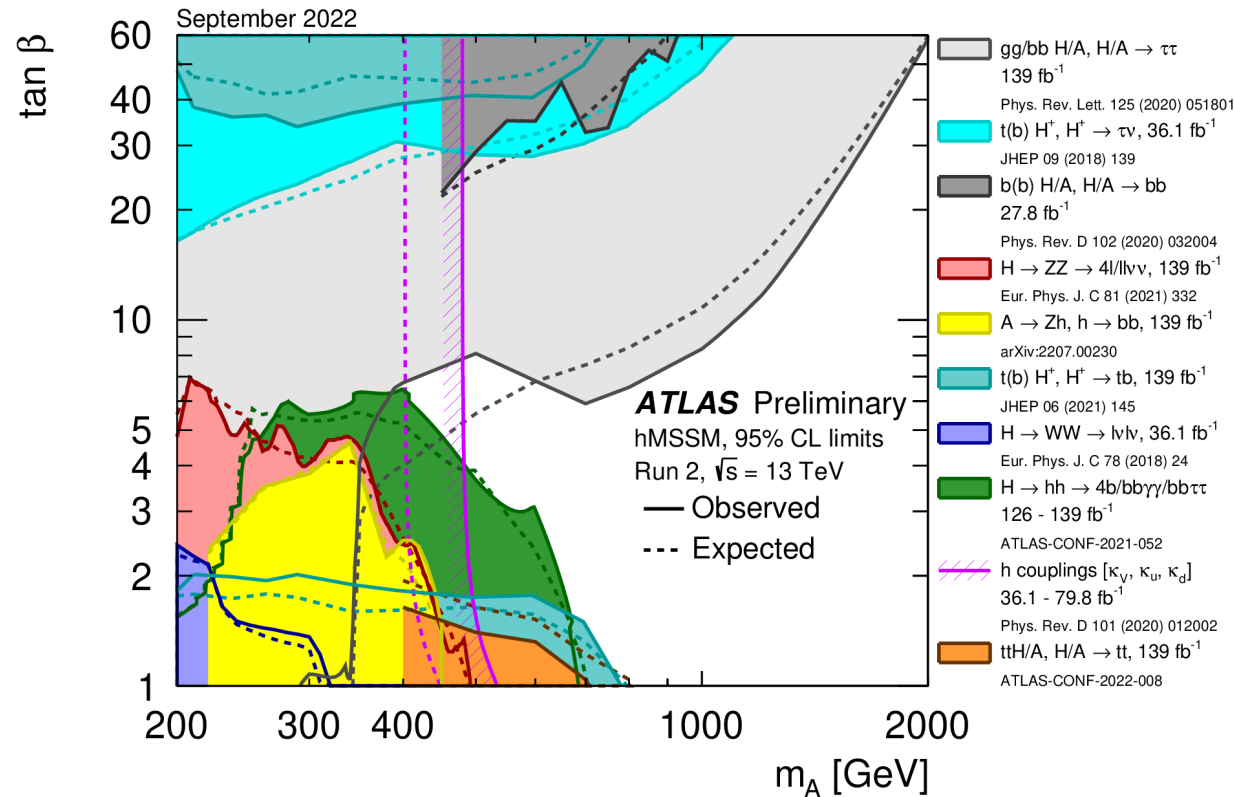 September 2022
tan β
60
40
30
20
10
5
4
3
2
1
200
300
400
1000
2000
m_A [GeV]
ATLAS Preliminary
hMSSM, 95% CL limits
Run 2, √s = 13 TeV
Observed
Expected
gg/bb H/A, H/A → ττ
139 fb⁻¹
Phys. Rev. Lett. 125 (2020) 051801
t(b) H⁺, H⁺ → τν, 36.1 fb⁻¹
JHEP 09 (2018) 139
b(b) H/A, H/A → bb
27.8 fb⁻¹
Phys. Rev. D 102 (2020) 032004
H → ZZ → 4l/llνν, 139 fb⁻¹
Eur. Phys. J. C 81 (2021) 332
A → Zh, h → bb, 139 fb⁻¹
arXiv:2207.00230
t(b) H⁺, H⁺ → tb, 139 fb⁻¹
JHEP 06 (2021) 145
H → WW → lνlν, 36.1 fb⁻¹
Eur. Phys. J. C 78 (2018) 24
H → hh → 4b/bbγγ/bbττ
126 - 139 fb⁻¹
ATLAS-CONF-2021-052
h couplings [κ_V, κ_u, κ_d]
36.1 - 79.8 fb⁻¹
Phys. Rev. D 101 (2020) 012002
ttH/A, H/A → tt, 139 fb⁻¹
ATLAS-CONF-2022-008